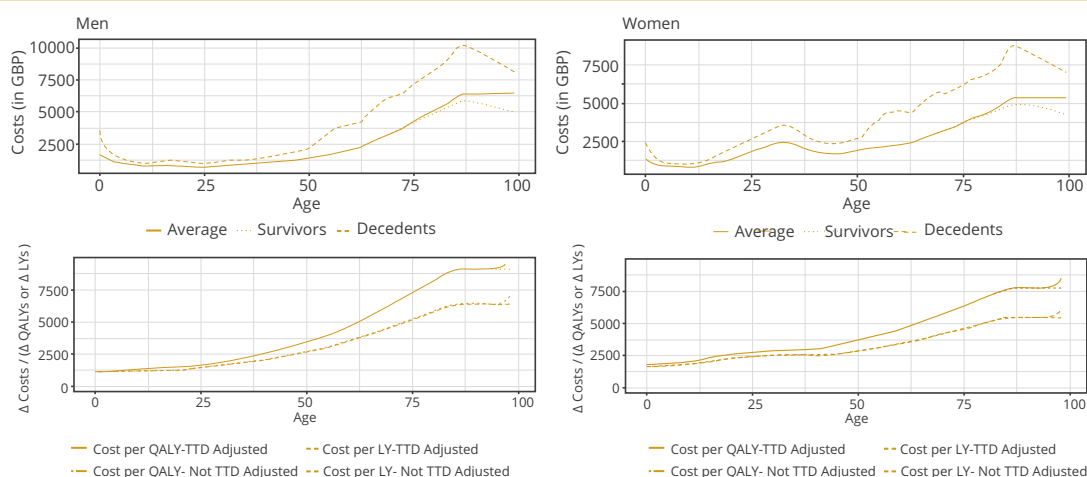 Men
Costs (in GBP)
10000
7500
5000
2500
0
25
50
75
100
Age
Average
Survivors
Decedents
Women
Costs (in GBP)
7500
5000
2500
0
25
50
75
100
Age
Average
Survivors
Decedents
Δ Costs / (Δ QALYs or Δ LYs )
7500
5000
2500
0
0
25
50
75
100
Age
Cost per QALY-TTD Adjusted
Cost per LY-TTD Adjusted
Cost per QALY- Not TTD Adjusted
Cost per LY- Not TTD Adjusted
Δ Costs / (Δ QALYs or Δ LYs )
7500
5000
2500
0
0
25
50
75
100
Age
Cost per QALY-TTD Adjusted
Cost per LY-TTD Adjusted
Cost per QALY- Not TTD Adjusted
Cost per LY- Not TTD Adjusted